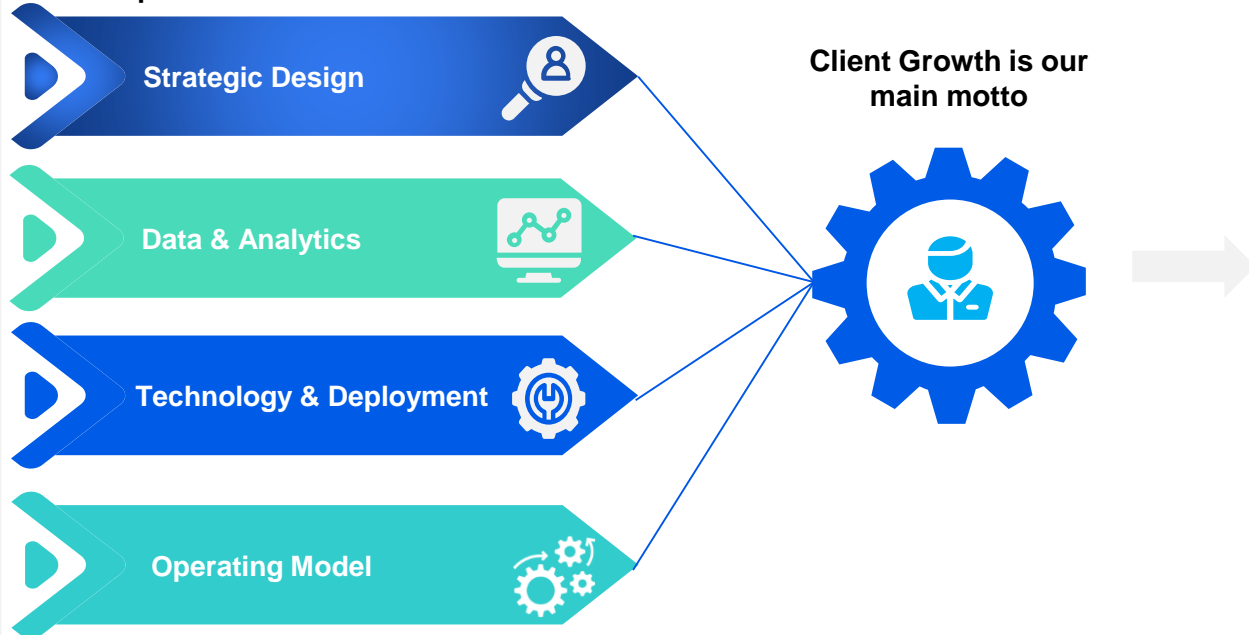 Strategic Design
Client Growth is our
main motto
Data & Analytics
Technology & Deployment
Operating Model